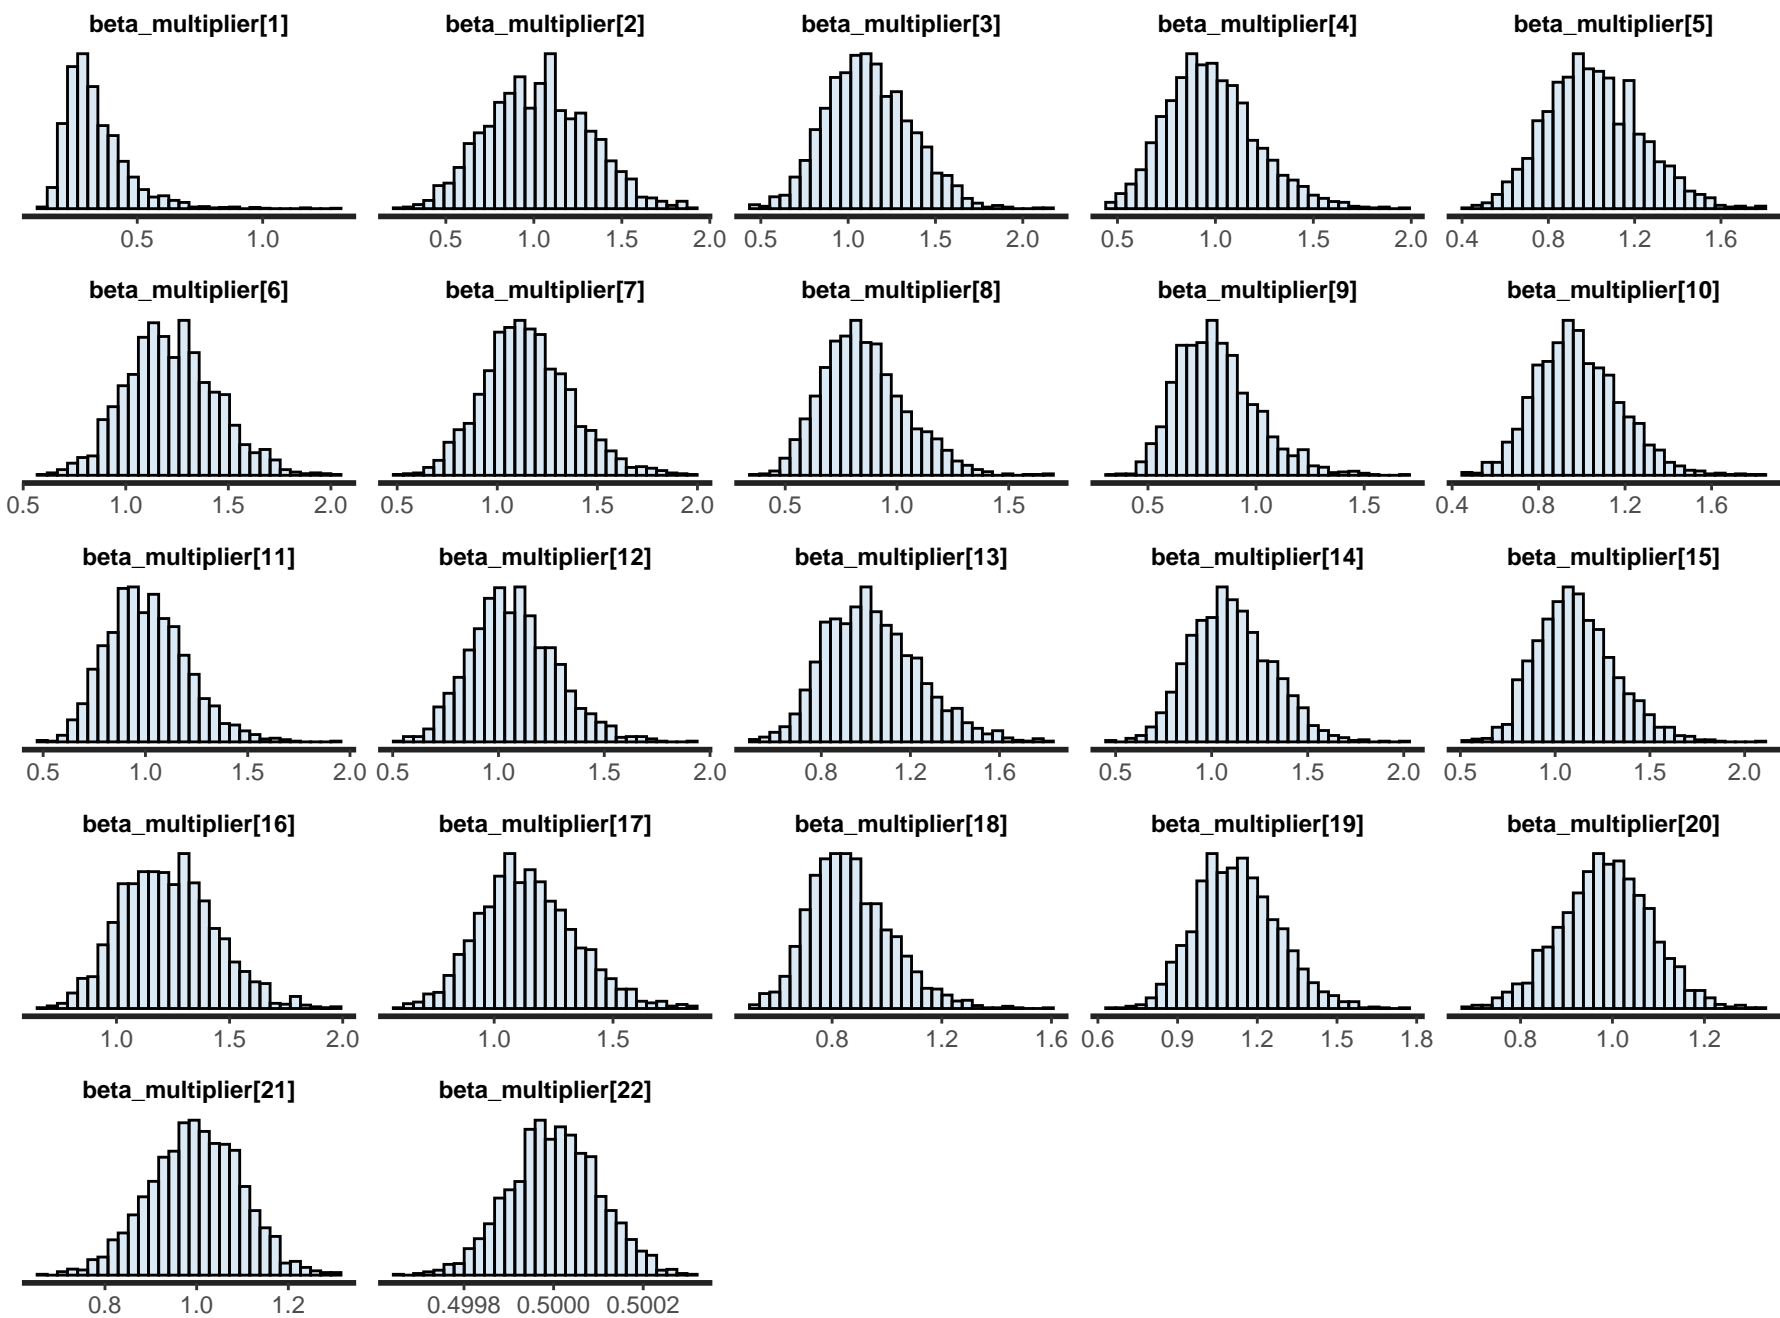 beta_multiplier[1] beta_multiplier[2] beta_multiplier[3] beta_multiplier[4] beta_multiplier[5]
0.5 1.0 0.5 1.0 1.5 2.0 0.5 1.0 1.5 2.0 0.5 1.0 1.5 2.0 0.4 0.8 1.2 1.6
beta_multiplier[6] beta_multiplier[7] beta_multiplier[8] beta_multiplier[9] beta_multiplier[10]
0.5 1.0 1.5 2.0 0.5 1.0 1.5 2.0 0.5 1.0 1.5 0.5 1.0 1.5 0.4 0.8 1.2 1.6
beta_multiplier[11] beta_multiplier[12] beta_multiplier[13] beta_multiplier[14] beta_multiplier[15]
0.5 1.0 1.5 2.0 0.5 1.0 1.5 2.0 0.8 1.2 1.6 0.5 1.0 1.5 2.0 0.5 1.0 1.5 2.0
beta_multiplier[16] beta_multiplier[17] beta_multiplier[18] beta_multiplier[19] beta_multiplier[20]
1.0 1.5 2.0 1.0 1.5 0.8 1.2 1.6 0.6 0.9 1.2 1.5 1.8 0.8 1.0 1.2
beta_multiplier[21] beta_multiplier[22]
0.8 1.0 1.2 0.4998 0.5000 0.5002